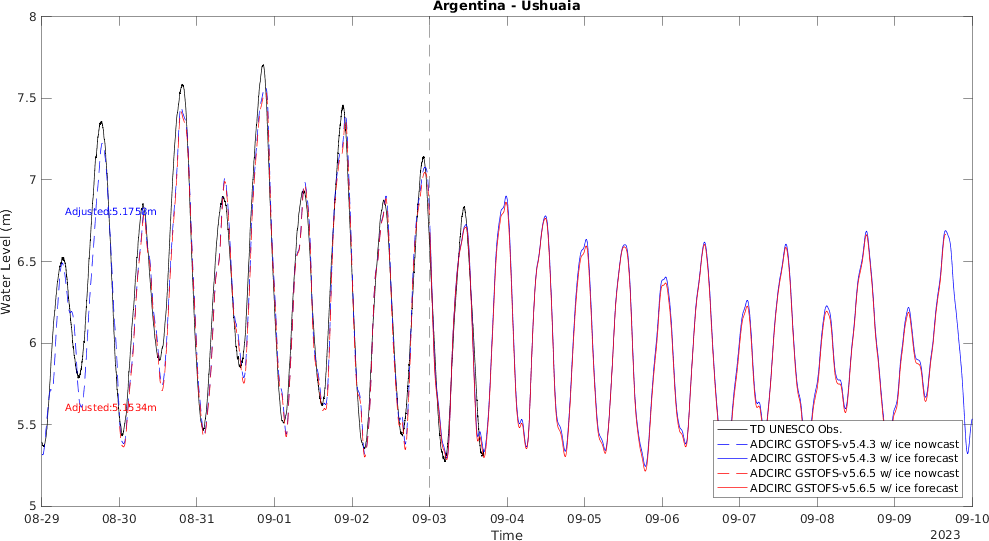 Argentina - Ushuaia
8
7.5
7
6.5
6
5.5
5
Water Level (m)
Adjusted:5.1758m
Adjusted:5.1534m
TD UNESCO Obs.
ADCIRC GSTOFS-v5.4.3 w/ ice nowcast
ADCIRC GSTOFS-v5.4.3 w/ ice forecast
ADCIRC GSTOFS-v5.6.5 w/ ice nowcast
ADCIRC GSTOFS-v5.6.5 w/ ice forecast
08-29 08-30 08-31 09-01 09-02 09-03 09-04 09-05 09-06 09-07 09-08 09-09 09-10
Time
2023